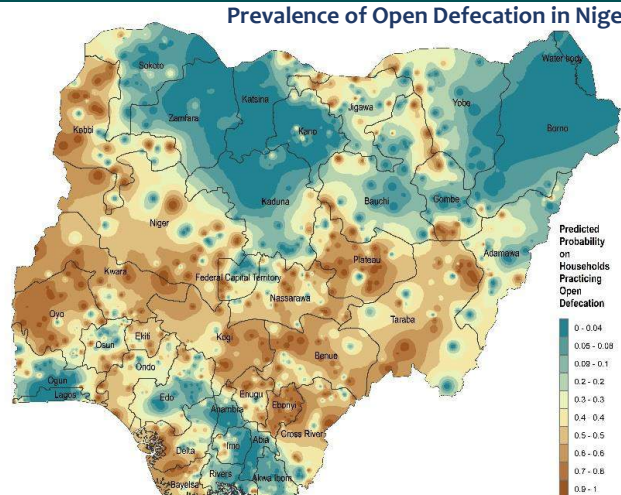 Prevalence of Open Defecation in Nige
Water body
Sokoto
Katsina
Yobe
Jigawa
Zamfara
Kano
Borno
Kebbi
Kaduna
Bauchi
Gombe
Niger
Adamawa
Plateau
Federal Capital Territory
Kwara
Nassarawa
Oyo
Taraba
Kogi
Ekiti
Osun
Benue
Ondo
Ogun
Lagos
Edo
Enugu
Anambra
Ebonyi
Cross River
Abia
Imo
Delta
Rivers
Akwa Ibom
Bayelsa
Predicted
Probability
on
Households
Practicing
Open
Defecation
0 - 0.04
0.05 - 0.08
0.09 - 0.1
0.2 - 0.2
0.3 - 0.3
0.4 - 0.4
0.5 - 0.5
0.6 - 0.6
0.7 - 0.8
0.9 - 1